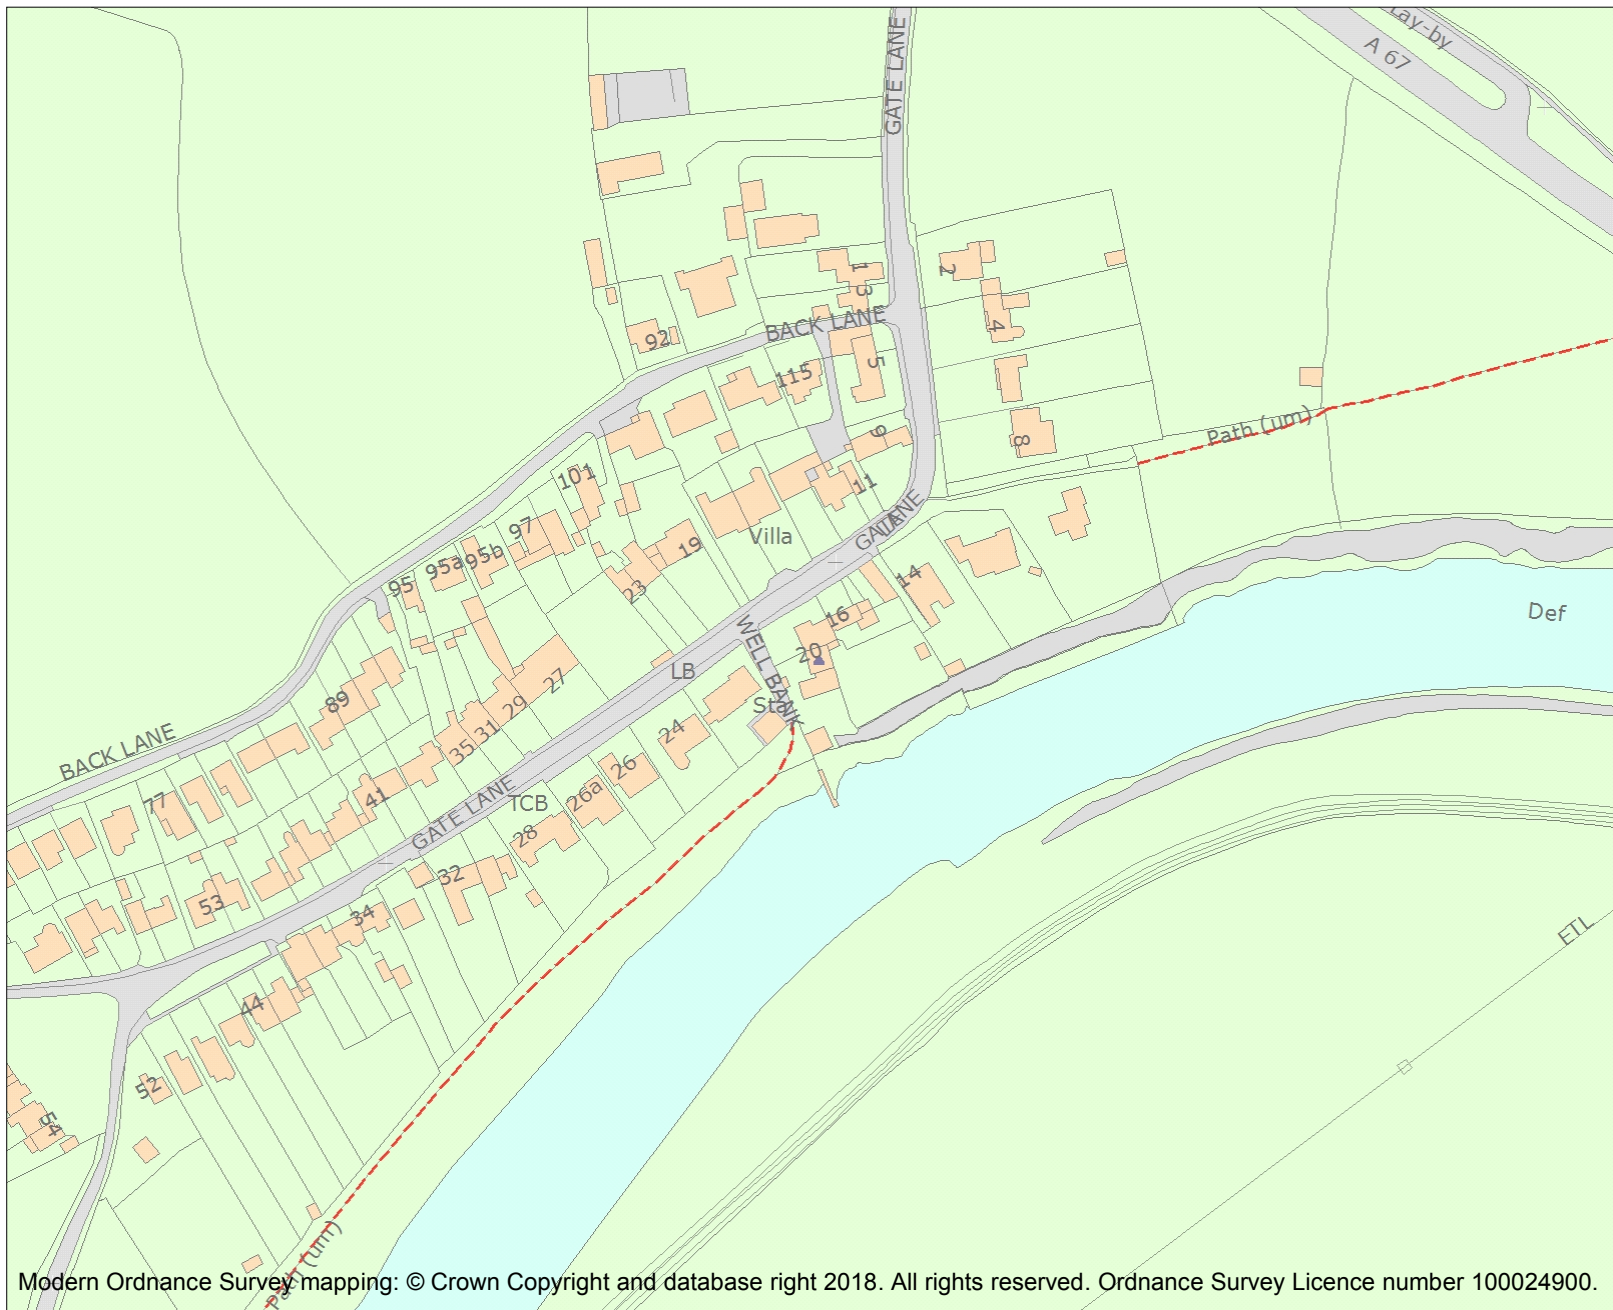 Lay-by
A 67
GATE LANE
1
3
2
BACK LANE
4
92
5
115
8
Path (um)
9
11
101
GATE LANE
97
Villa
19
95b
95a
95
23
14
16
Def
WELL BANK
20
LB
27
29
89
Sta
24
31
35
BACK LANE
26
26a
41
77
GATE LANE
TCB
28
32
53
34
ETL
44
52
54
Path (um)
Modern Ordnance Survey mapping: © Crown Copyright and database right 2018. All rights reserved. Ordnance Survey Licence number 100024900.